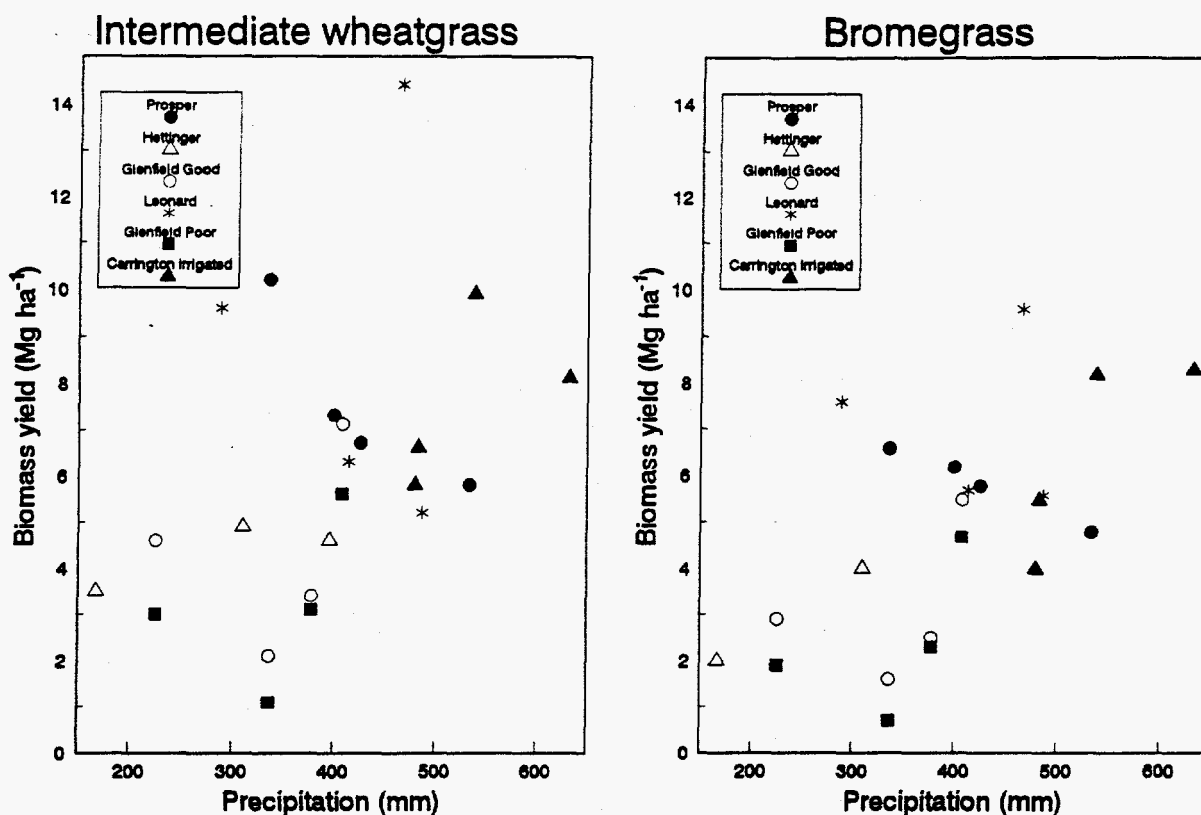 Intermediate wheatgrass
14
12
10
8
6
4
2
0
Biomass yield (Mg ha⁻¹)
Prosper
Hettinger
Glenfield Good
Leonard
Glenfield Poor
Carrington irrigated
200 300 400 500 600
Precipitation (mm)
Bromegrass
14
12
10
8
6
4
2
0
Biomass yield (Mg ha⁻¹)
Prosper
Hettinger
Glenfield Good
Leonard
Glenfield Poor
Carrington irrigated
200 300 400 500 600
Precipitation (mm)